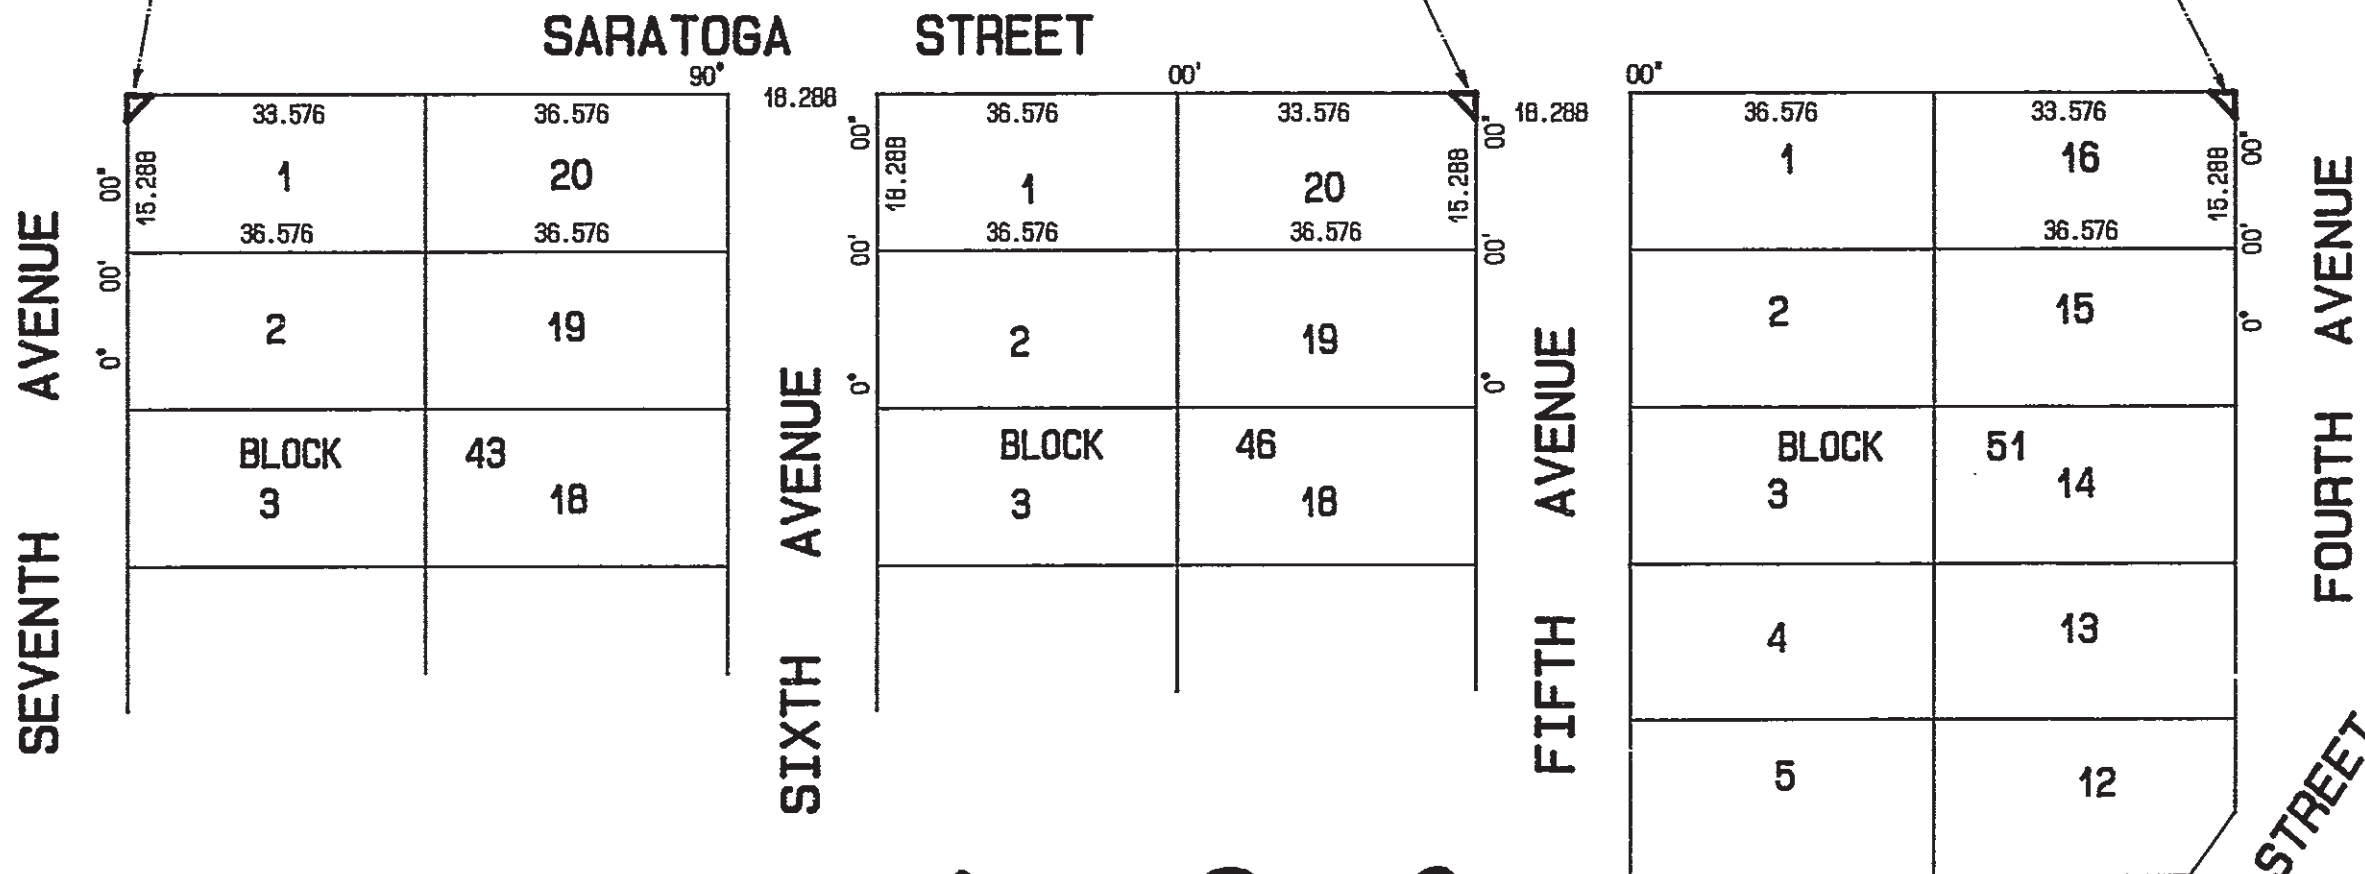 SARATOGA STREET
90° 00' 00"
33.576 36.576 18.288 36.576 33.576 18.288 36.576 33.576
00" 15.288 1 20 00" 18.288 1 20 15.288 00" 1 16 15.288 00"
36.576 36.576 36.576 36.576 36.576
00' 00' 00' 00'
2 19 2 19 2 15
0° 0° 0° 0°
BLOCK 43 BLOCK 46 BLOCK 51
3 18 3 18 3 14
4 13
5 12
SEVENTH AVENUE
SIXTH AVENUE
FIFTH AVENUE
FOURTH AVENUE
STREET